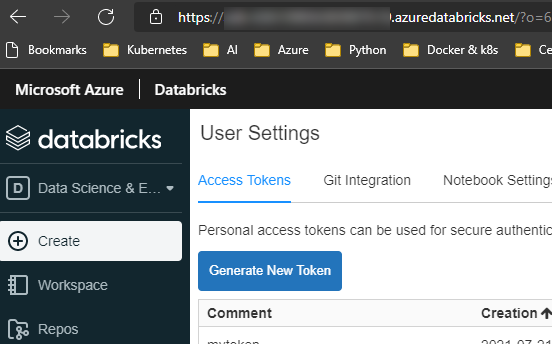 https://.azuredatabricks.net/?o=6
Bookmarks Kubernetes AI Azure Python Docker & k8s Ce
Microsoft Azure Databricks
databricks
User Settings
D Data Science & E...
Access Tokens Git Integration Notebook Settings
Create
Personal access tokens can be used for secure authentic
Generate New Token
Workspace
Comment Creation
Repos
mytoken 2021-07-21